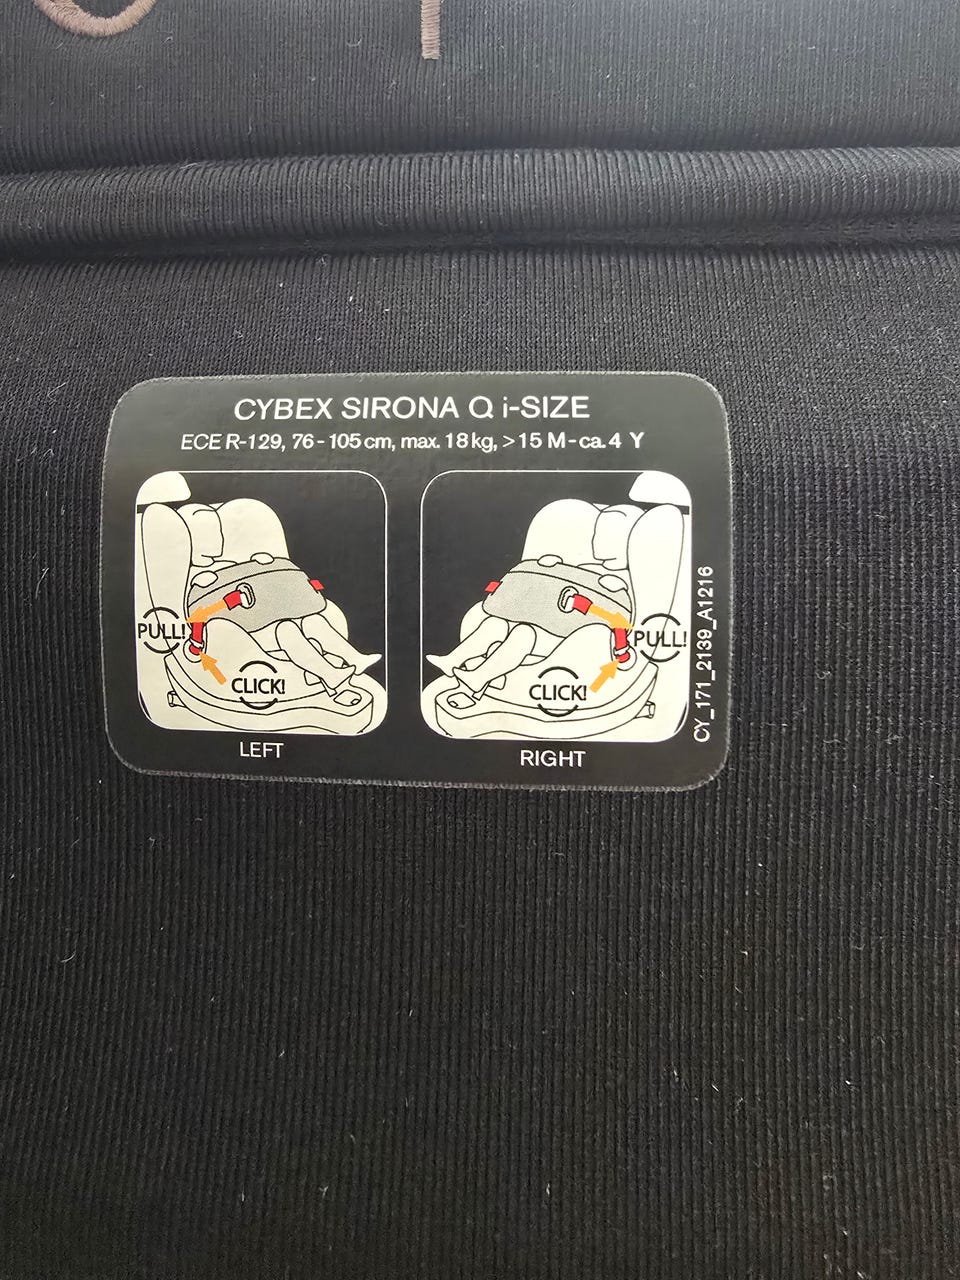 CYBEX SIRONA Q i-SIZE
ECE R-129, 76 - 105 cm, max. 18 kg, > 15 M - ca. 4 Y
PULL!
CLICK!
LEFT
PULL!
CLICK!
RIGHT
CY_171_2139_A1216